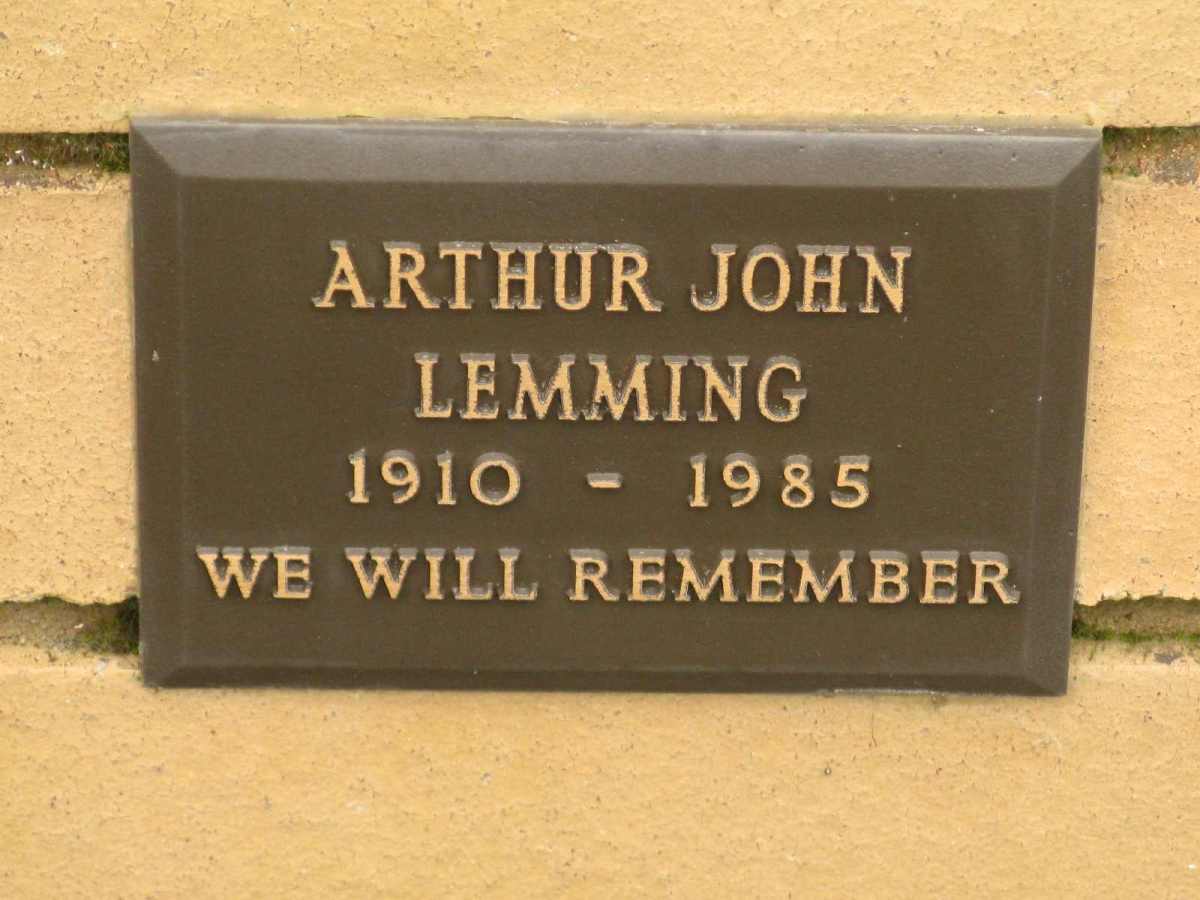 ARTHUR JOHN
LEMMING
1910 - 1985
WE WILL REMEMBER